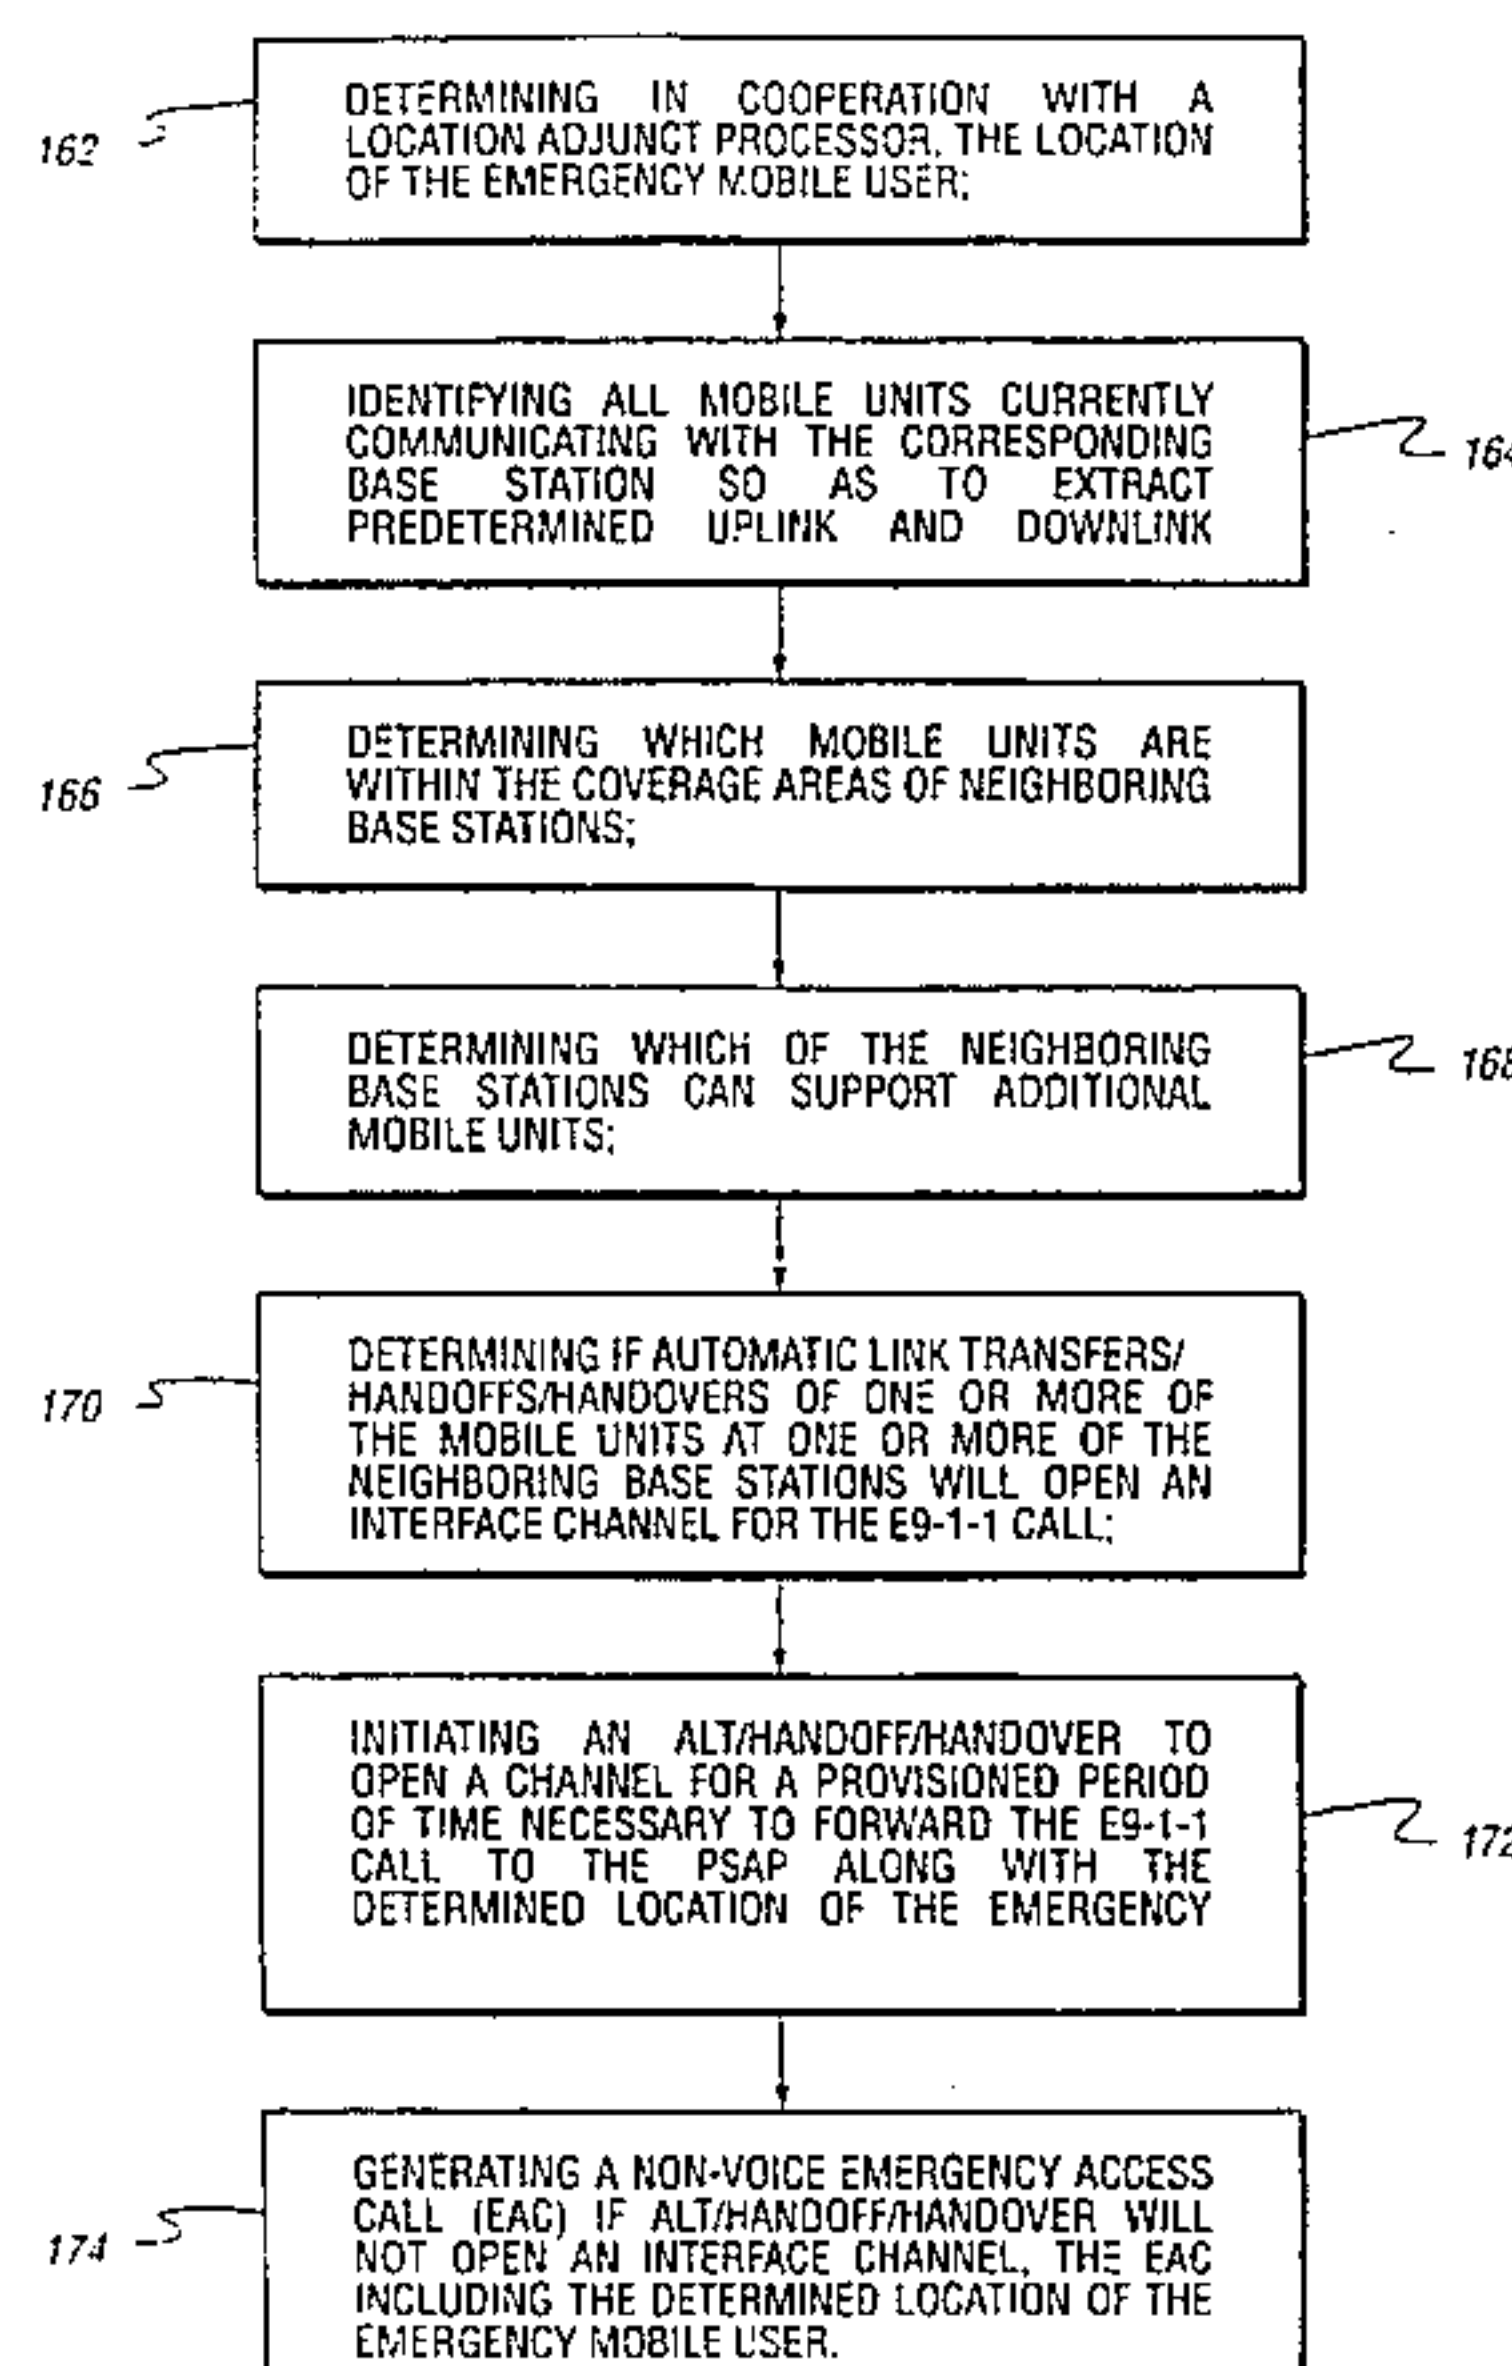 162
DETERMINING IN COOPERATION WITH A
LOCATION ADJUNCT PROCESSOR, THE LOCATION
OF THE EMERGENCY MOBILE USER;
IDENTIFYING ALL MOBILE UNITS CURRENTLY
COMMUNICATING WITH THE CORRESPONDING
BASE STATION SO AS TO EXTRACT
PREDETERMINED UPLINK AND DOWNLINK
164
166
DETERMINING WHICH MOBILE UNITS ARE
WITHIN THE COVERAGE AREAS OF NEIGHBORING
BASE STATIONS;
DETERMINING WHICH OF THE NEIGHBORING
BASE STATIONS CAN SUPPORT ADDITIONAL
MOBILE UNITS;
168
170
DETERMINING IF AUTOMATIC LINK TRANSFERS/
HANDOFFS/HANDOVERS OF ONE OR MORE OF
THE MOBILE UNITS AT ONE OR MORE OF THE
NEIGHBORING BASE STATIONS WILL OPEN AN
INTERFACE CHANNEL FOR THE E9-1-1 CALL;
INITIATING AN ALT/HANDOFF/HANDOVER TO
OPEN A CHANNEL FOR A PROVISIONED PERIOD
OF TIME NECESSARY TO FORWARD THE E9-1-1
CALL TO THE PSAP ALONG WITH THE
DETERMINED LOCATION OF THE EMERGENCY
172
174
GENERATING A NON-VOICE EMERGENCY ACCESS
CALL (EAC) IF ALT/HANDOFF/HANDOVER WILL
NOT OPEN AN INTERFACE CHANNEL, THE EAC
INCLUDING THE DETERMINED LOCATION OF THE
EMERGENCY MOBILE USER.